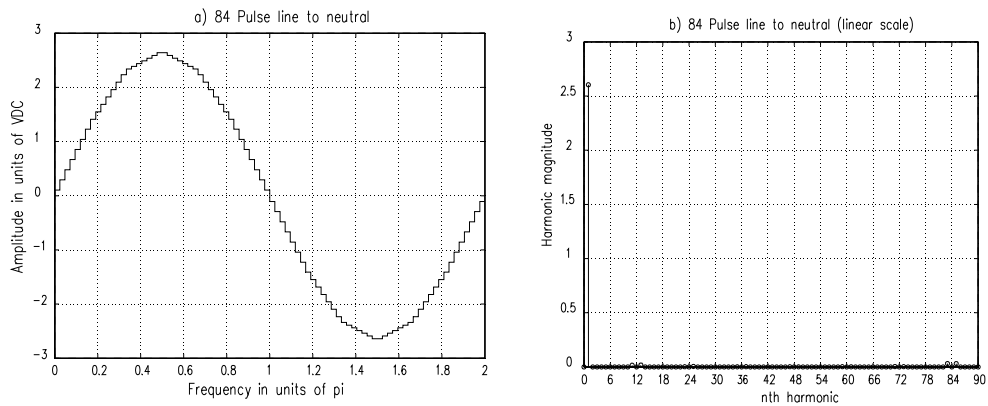 a) 84 Pulse line to neutral
3
2
1
0
−1
−2
−3
Amplitude in units of VDC
0 0.2 0.4 0.6 0.8 1 1.2 1.4 1.6 1.8 2
Frequency in units of pi
b) 84 Pulse line to neutral (linear scale)
3
2.5
2
1.5
1
0.5
0
Harmonic magnitude
0 6 12 18 24 30 36 42 48 54 60 66 72 78 84 90
nth harmonic